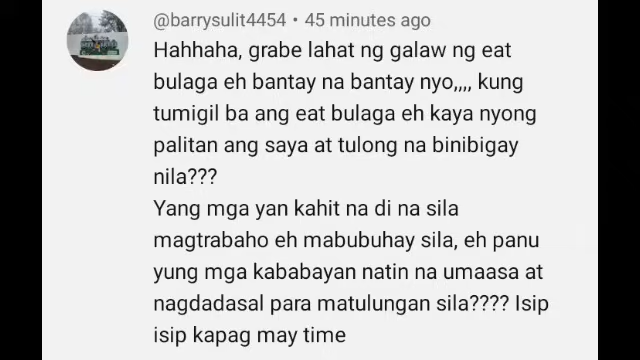 @barrysulit4454 • 45 minutes ago
Hahhaha, grabe lahat ng galaw ng eat
bulaga eh bantay na bantay nyo,,,, kung
tumigil ba ang eat bulaga eh kaya nyong
palitan ang saya at tulong na binibigay
nila???
Yang mga yan kahit na di na sila
magtrabaho eh mabubuhay sila, eh panu
yung mga kababayan natin na umaasa at
nagdadasal para matulungan sila???? Isip
isip kapag may time